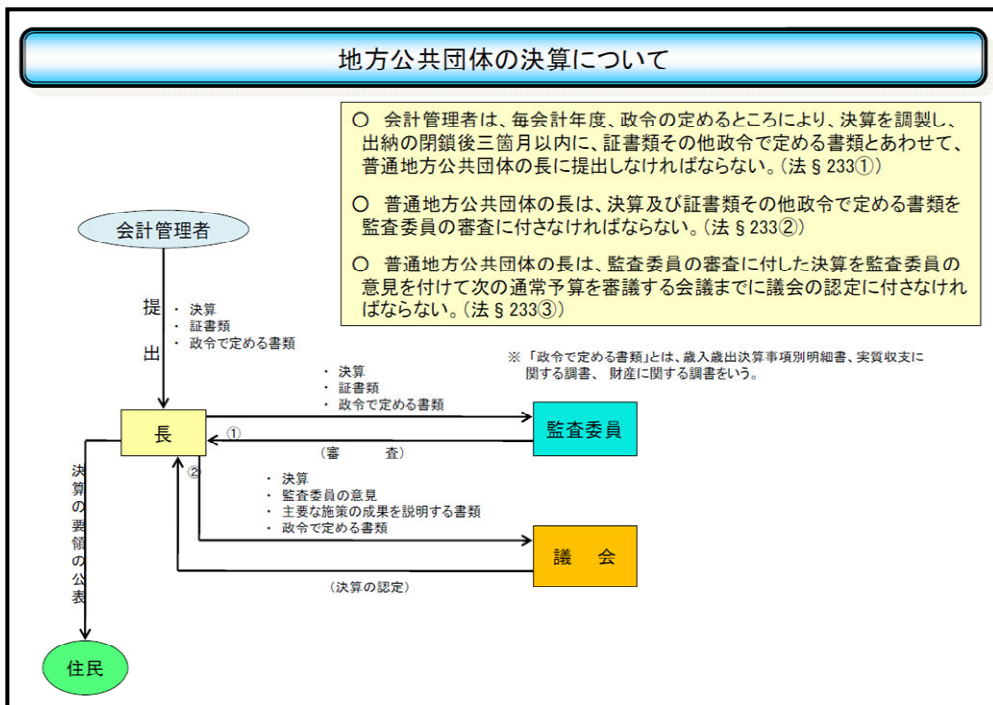 地方公共団体の決算について
○ 会計管理者は、毎会計年度、政令の定めるところにより、決算を調製し、
出納の閉鎖後三箇月以内に、証書類その他政令で定める書類とあわせて、
普通地方公共団体の長に提出しなければならない。(法§233①)
○ 普通地方公共団体の長は、決算及び証書類その他政令で定める書類を
監査委員の審査に付さなければならない。(法§233②)
○ 普通地方公共団体の長は、監査委員の審査に付した決算を監査委員の
意見を付けて次の通常予算を審議する会議までに議会の認定に付さなけれ
ばならない。(法§233③)
※ 「政令で定める書類」とは、歳入歳出決算事項別明細書、実質収支に
関する調書、 財産に関する調書をいう。
会計管理者
提出
・ 決算
・ 証書類
・ 政令で定める書類
長
・ 決算
・ 証書類
・ 政令で定める書類
監査委員
①
(審 査)
②
・ 決算
・ 監査委員の意見
・ 主要な施策の成果を説明する書類
・ 政令で定める書類
議 会
(決算の認定)
決算の要領の公表
住民